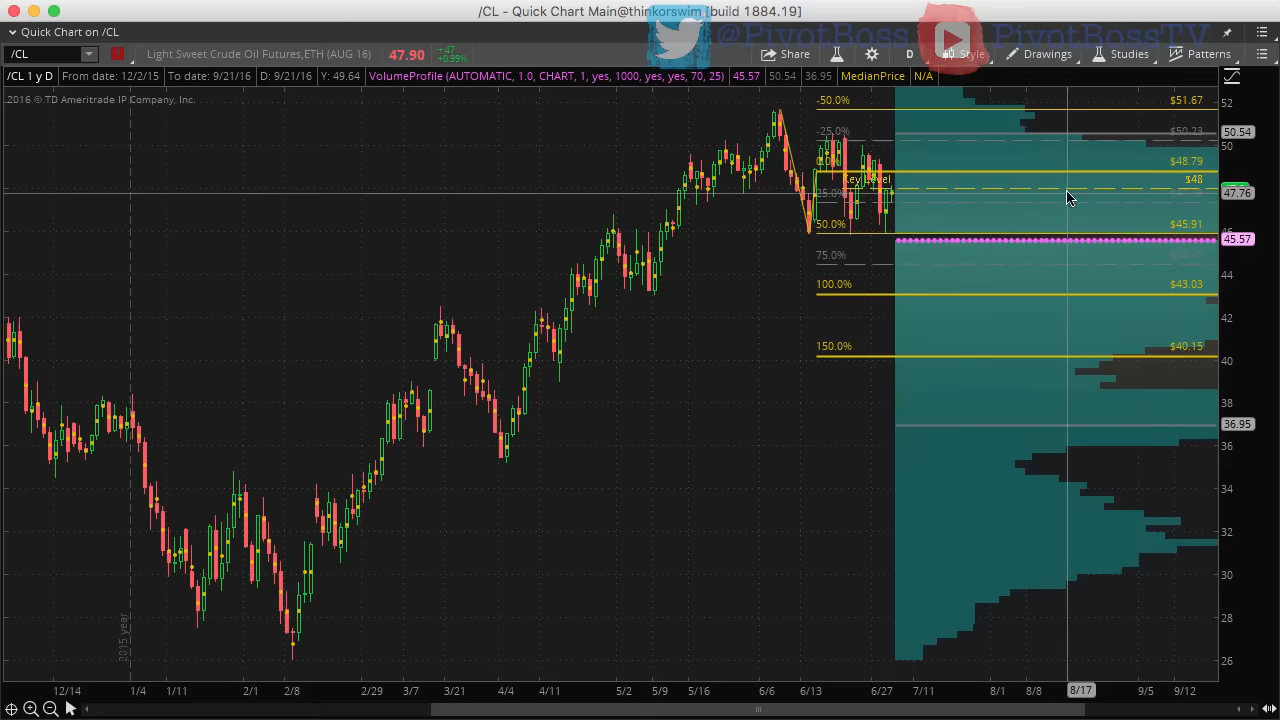 /CL - Quick Chart Main@thinkorswim [build 1884.19]
Quick Chart on /CL
@PivotBoss PivotBossTV
/CL Light Sweet Crude Oil Futures,ETH (AUG 16) 47.90 +.47 +0.99% Share D Style Drawings Studies Patterns
/CL 1 y D From date: 12/2/15 To date: 9/21/16 D: 9/21/16 Y: 49.64 VolumeProfile (AUTOMATIC, 1.0, CHART, 1, yes, 1000, yes, yes, 70, 25) 45.57 50.54 36.95 MedianPrice N/A
2016 © TD Ameritrade IP Company, Inc.
-50.0% $51.67
52
-25.0% $50.23 50.54
50
0.0% $48.79
Key Level $48
25.0% 47.76
50.0% $45.91
45.57
75.0%
44
100.0% $43.03
42
150.0% $40.15
40
38
36.95
36
34
32
30
28
2015 year
26
12/14 1/4 1/11 2/1 2/8 2/29 3/7 3/21 4/4 4/11 5/2 5/9 5/16 6/6 6/13 6/27 7/11 8/1 8/8 8/17 9/5 9/12